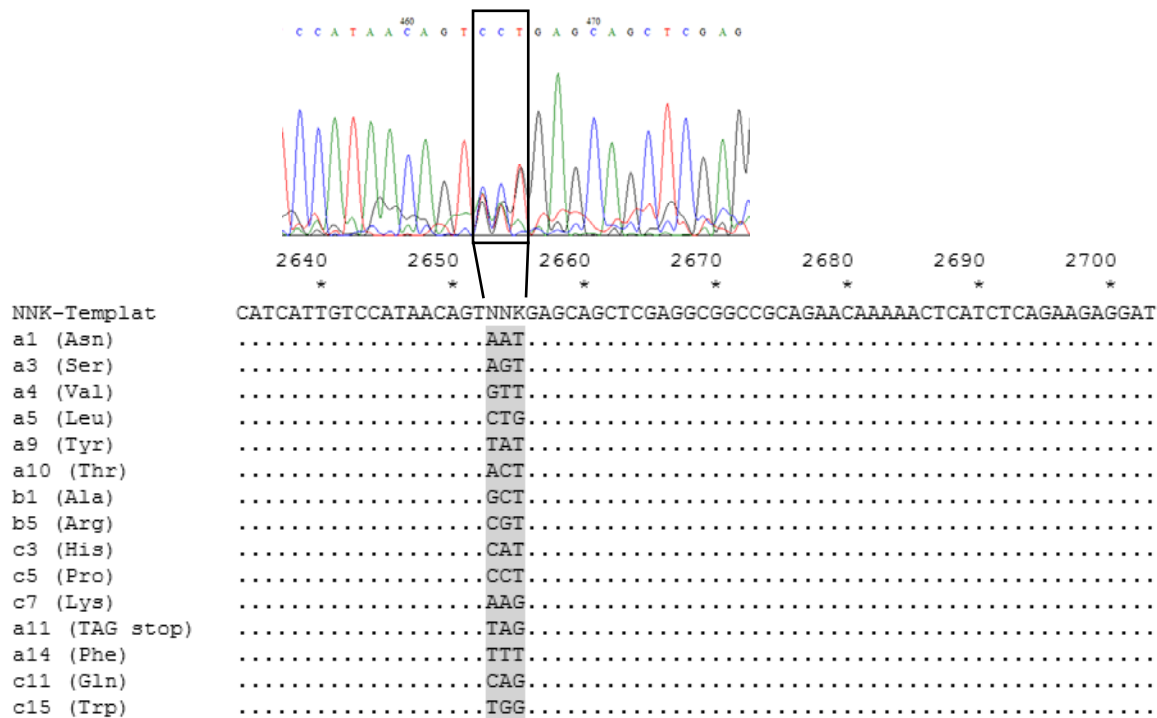 460 470
C C A T A A C A G T C C T G A G C A G C T C G A G
2640 2650 2660 2670 2680 2690 2700
* * * * * * *
NNK-Templat CATCATTGTCCATAACAGTNNKGAGCAGCTCGAGGCGGCCGCAGAACAAAAACTCATCTCAGAAGAGGAT
a1 (Asn) ...................AAT................................................
a3 (Ser) ...................AGT................................................
a4 (Val) ...................GTT................................................
a5 (Leu) ...................CTG................................................
a9 (Tyr) ...................TAT................................................
a10 (Thr) ...................ACT................................................
b1 (Ala) ...................GCT................................................
b5 (Arg) ...................CGT................................................
c3 (His) ...................CAT................................................
c5 (Pro) ...................CCT................................................
c7 (Lys) ...................AAG................................................
a11 (TAG stop) ...................TAG................................................
a14 (Phe) ...................TTT................................................
c11 (Gln) ...................CAG................................................
c15 (Trp) ...................TGG................................................